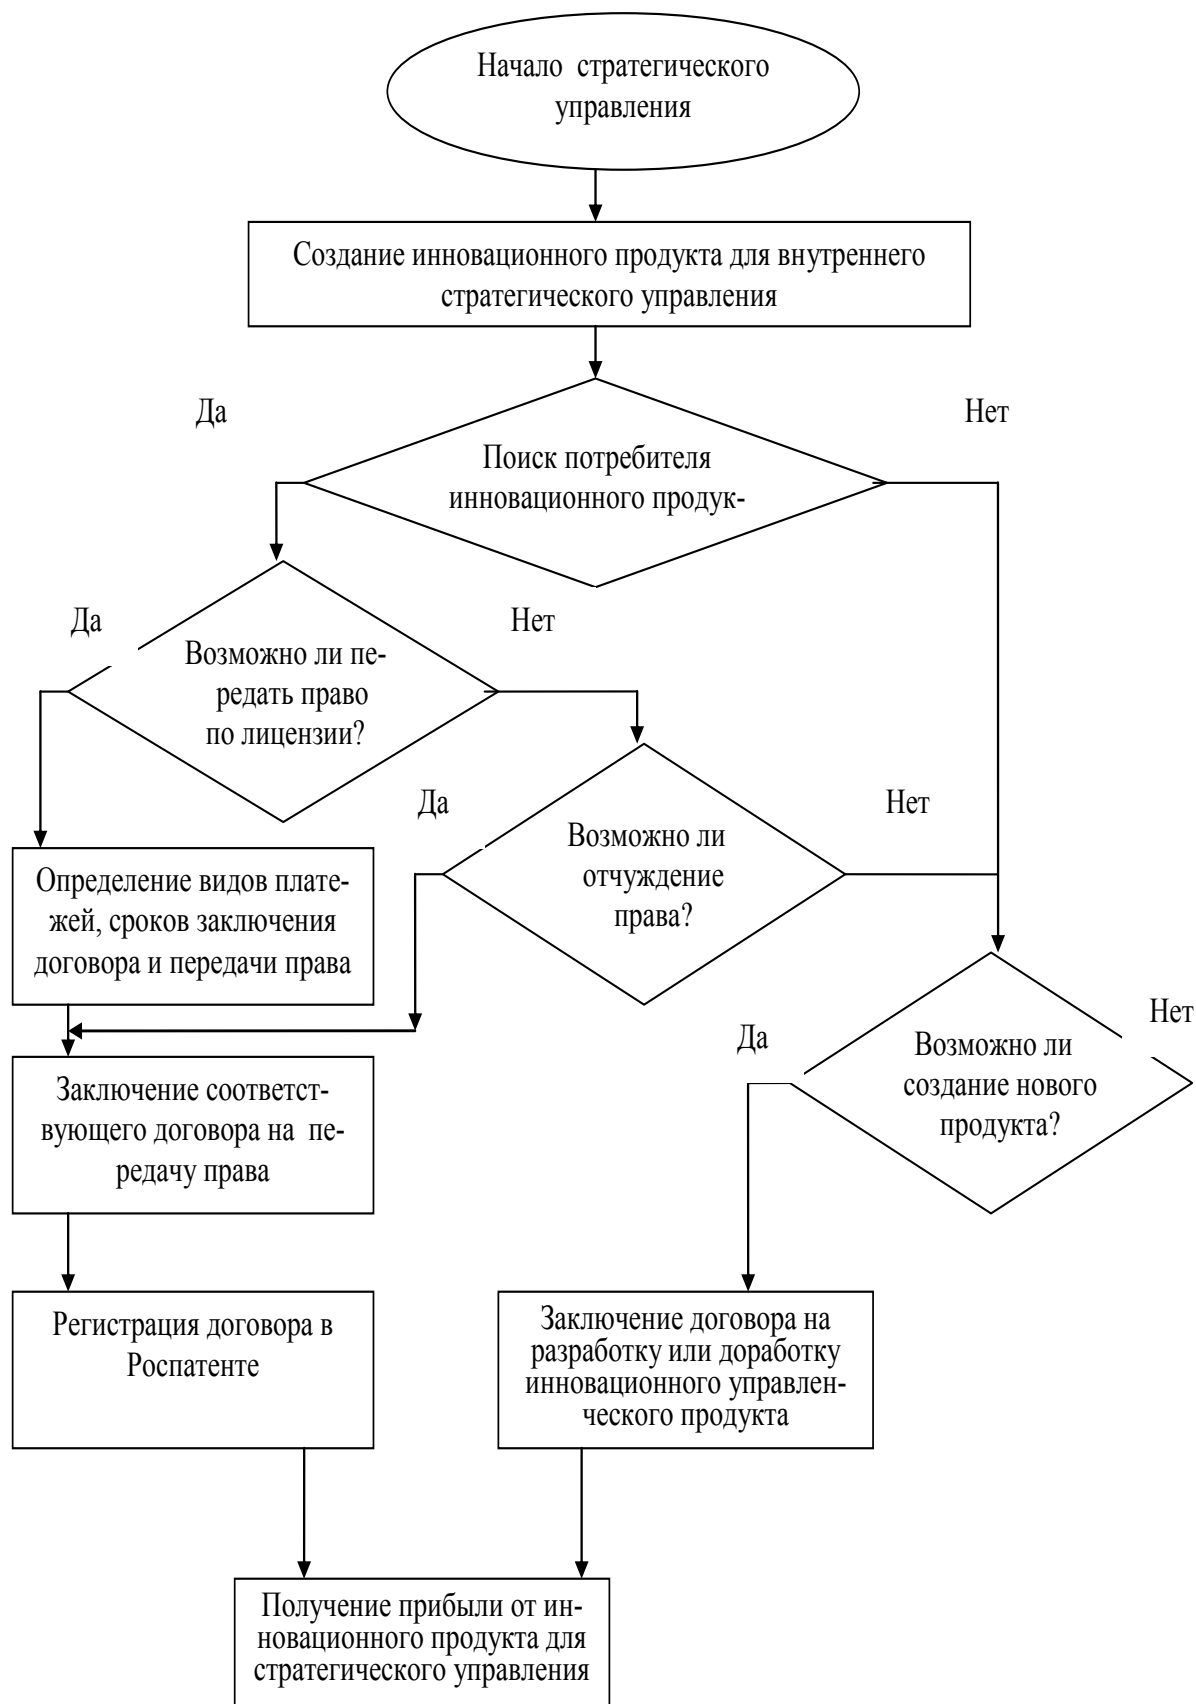 Начало стратегического
управления
Создание инновационного продукта для внутреннего
стратегического управления
Да
Нет
Поиск потребителя
инновационного продук-
Да
Нет
Возможно ли пе-
редать право
по лицензии?
Да
Нет
Возможно ли
отчуждение
права?
Определение видов плате-
жей, сроков заключения
договора и передачи права
Да
Нет
Возможно ли
создание нового
продукта?
Заключение соответст-
вующего договора на пе-
редачу права
Регистрация договора в
Роспатенте
Заключение договора на
разработку или доработку
инновационного управлен-
ческого продукта
Получение прибыли от ин-
новационного продукта для
стратегического управления